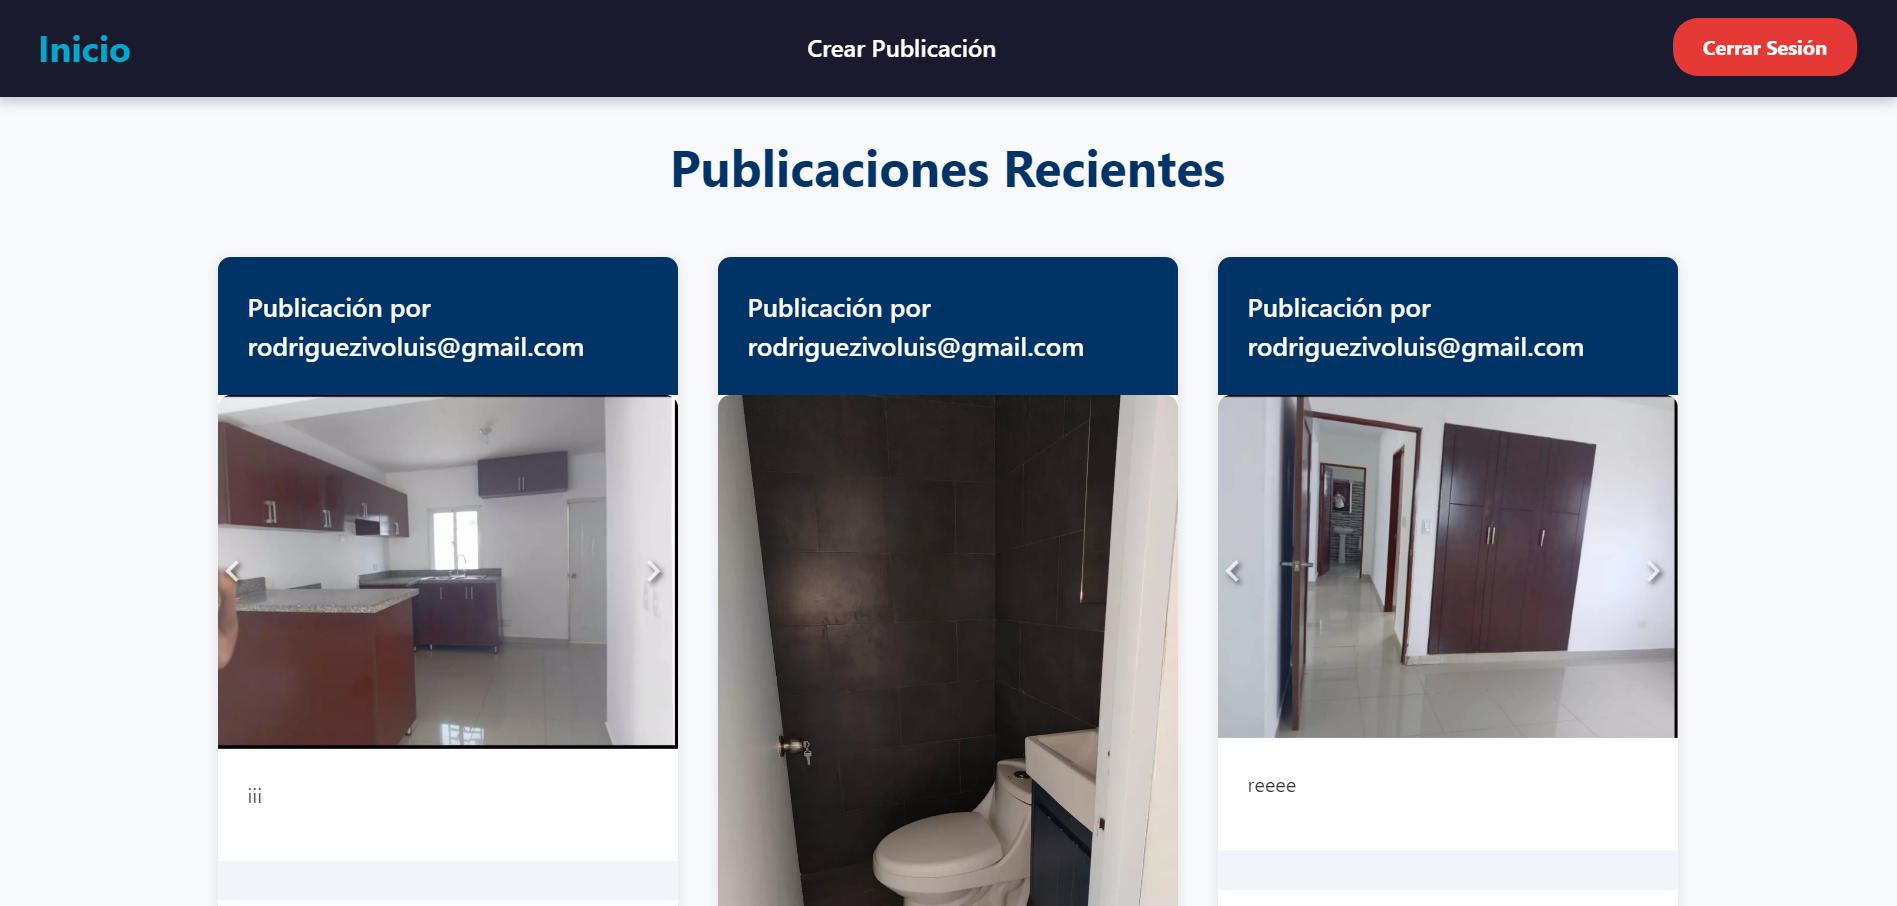 Inicio
Crear Publicación
Cerrar Sesión
Publicaciones Recientes
Publicación por
rodriguezivoluis@gmail.com
iii
Publicación por
rodriguezivoluis@gmail.com
Publicación por
rodriguezivoluis@gmail.com
reeee